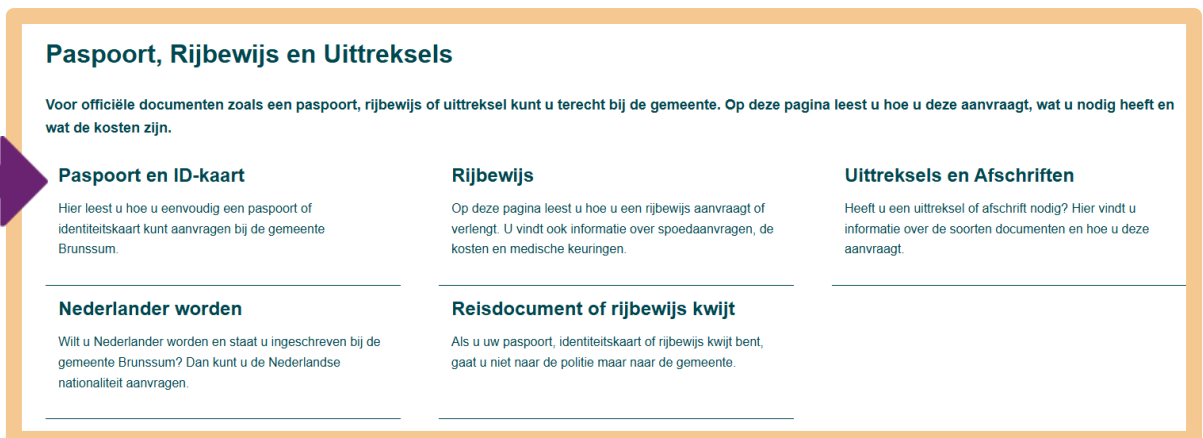 Paspoort, Rijbewijs en Uittreksels
Voor officiële documenten zoals een paspoort, rijbewijs of uittreksel kunt u terecht bij de gemeente. Op deze pagina leest u hoe u deze aanvraagt, wat u nodig heeft en
wat de kosten zijn.
Paspoort en ID-kaart
Hier leest u hoe u eenvoudig een paspoort of
identiteitskaart kunt aanvragen bij de gemeente
Brunssum.
Rijbewijs
Op deze pagina leest u hoe u een rijbewijs aanvraagt of
verlengt. U vindt ook informatie over spoedaanvragen, de
kosten en medische keuringen.
Uittreksels en Afschriften
Heeft u een uittreksel of afschrift nodig? Hier vindt u
informatie over de soorten documenten en hoe u deze
aanvraagt.
Nederlander worden
Wilt u Nederlander worden en staat u ingeschreven bij de
gemeente Brunssum? Dan kunt u de Nederlandse
nationaliteit aanvragen.
Reisdocument of rijbewijs kwijt
Als u uw paspoort, identiteitskaart of rijbewijs kwijt bent,
gaat u niet naar de politie maar naar de gemeente.